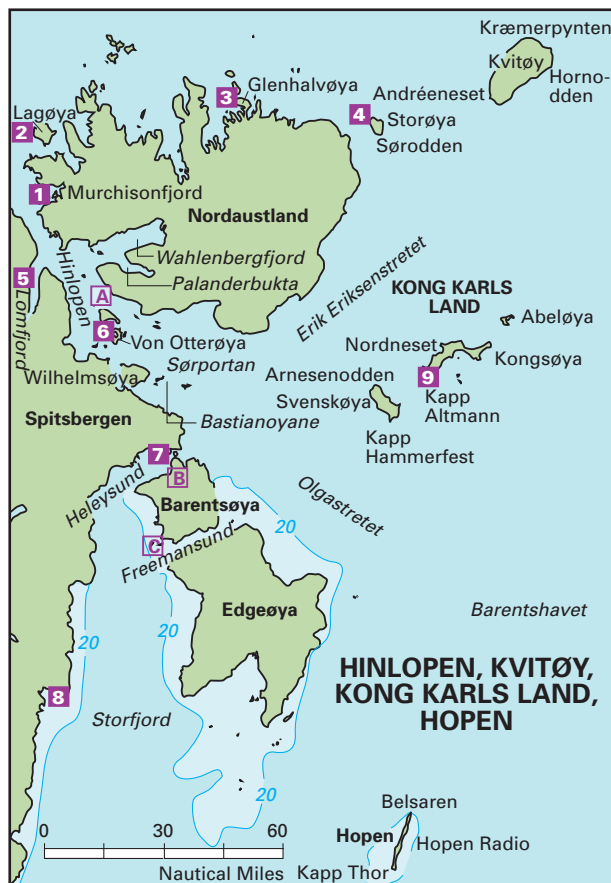 Kræmerpynten
Kvitøy
Horno-
dden
3
Glenhalvøya
Andréeneset
4
Storøya
Sørodden
Lagøya
2
1
Murchisonfjord
Nordaustland
Wahlenbergfjord
Palanderbukta
Hinlopen
5
Lomfjord
A
6
Von Otterøya
Sørportan
Wilhelmsøya
Erik Eriksenstretet
KONG KARLS
LAND
Abeløya
Nordneset
Kongsøya
9
Kapp
Altmann
Arnesenodden
Svenskøya
Kapp
Hammerfest
Spitsbergen
Bastianoyane
7
B
Heleysund
Barentsøya
C
Freemansund
20
Olgastretet
20
20
Edgeøya
Barentshavet
8
Storfjord
20
HINLOPEN, KVITØY,
KONG KARLS LAND,
HOPEN
Belsaren
Hopen
Hopen Radio
Kapp Thor
0 30 60
Nautical Miles